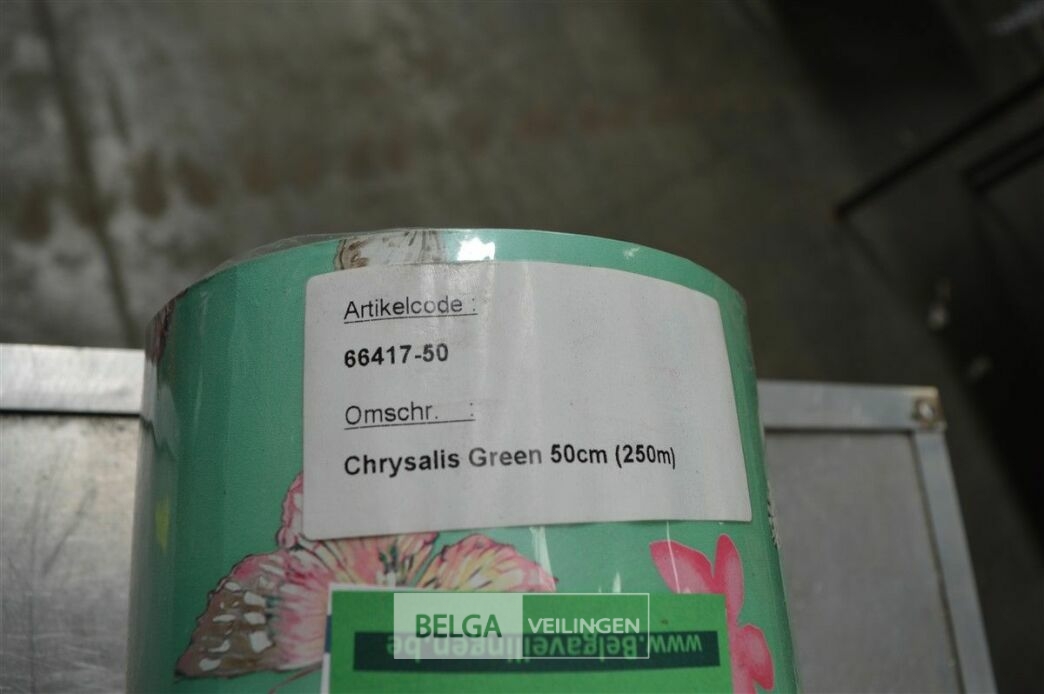 Artikelcode :
66417-50
Omschr. :
Chrysalis Green 50cm (250m)
BELGA VEILINGEN
www.Belgaveilingen.be